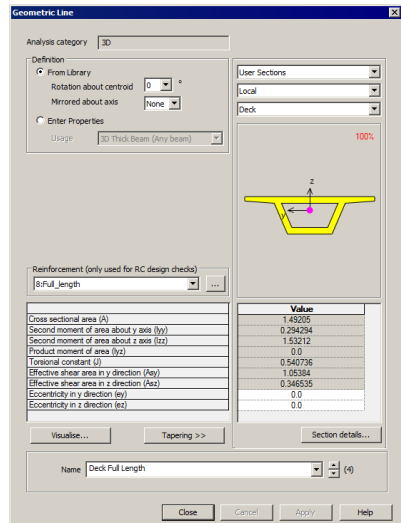 Geometric Line
Analysis category 3D
Definition
From Library
Rotation about centroid 0 °
Mirrored about axis None
Enter Properties
Usage 3D Thick Beam (Any beam)
User Sections
Local
Deck
100%
z
y
Reinforcement (only used for RC design checks)
8:Full_length ...
Value
Cross sectional area (A) 1.49205
Second moment of area about y axis (Iyy) 0.294294
Second moment of area about z axis (Izz) 1.53212
Product moment of area (Iyz) 0.0
Torsional constant (J) 0.540736
Effective shear area in y direction (Asy) 1.05384
Effective shear area in z direction (Asz) 0.346535
Eccentricity in y direction (ey) 0.0
Eccentricity in z direction (ez) 0.0
Visualise... Tapering >> Section details...
Name Deck Full Length (4)
Close Cancel Apply Help